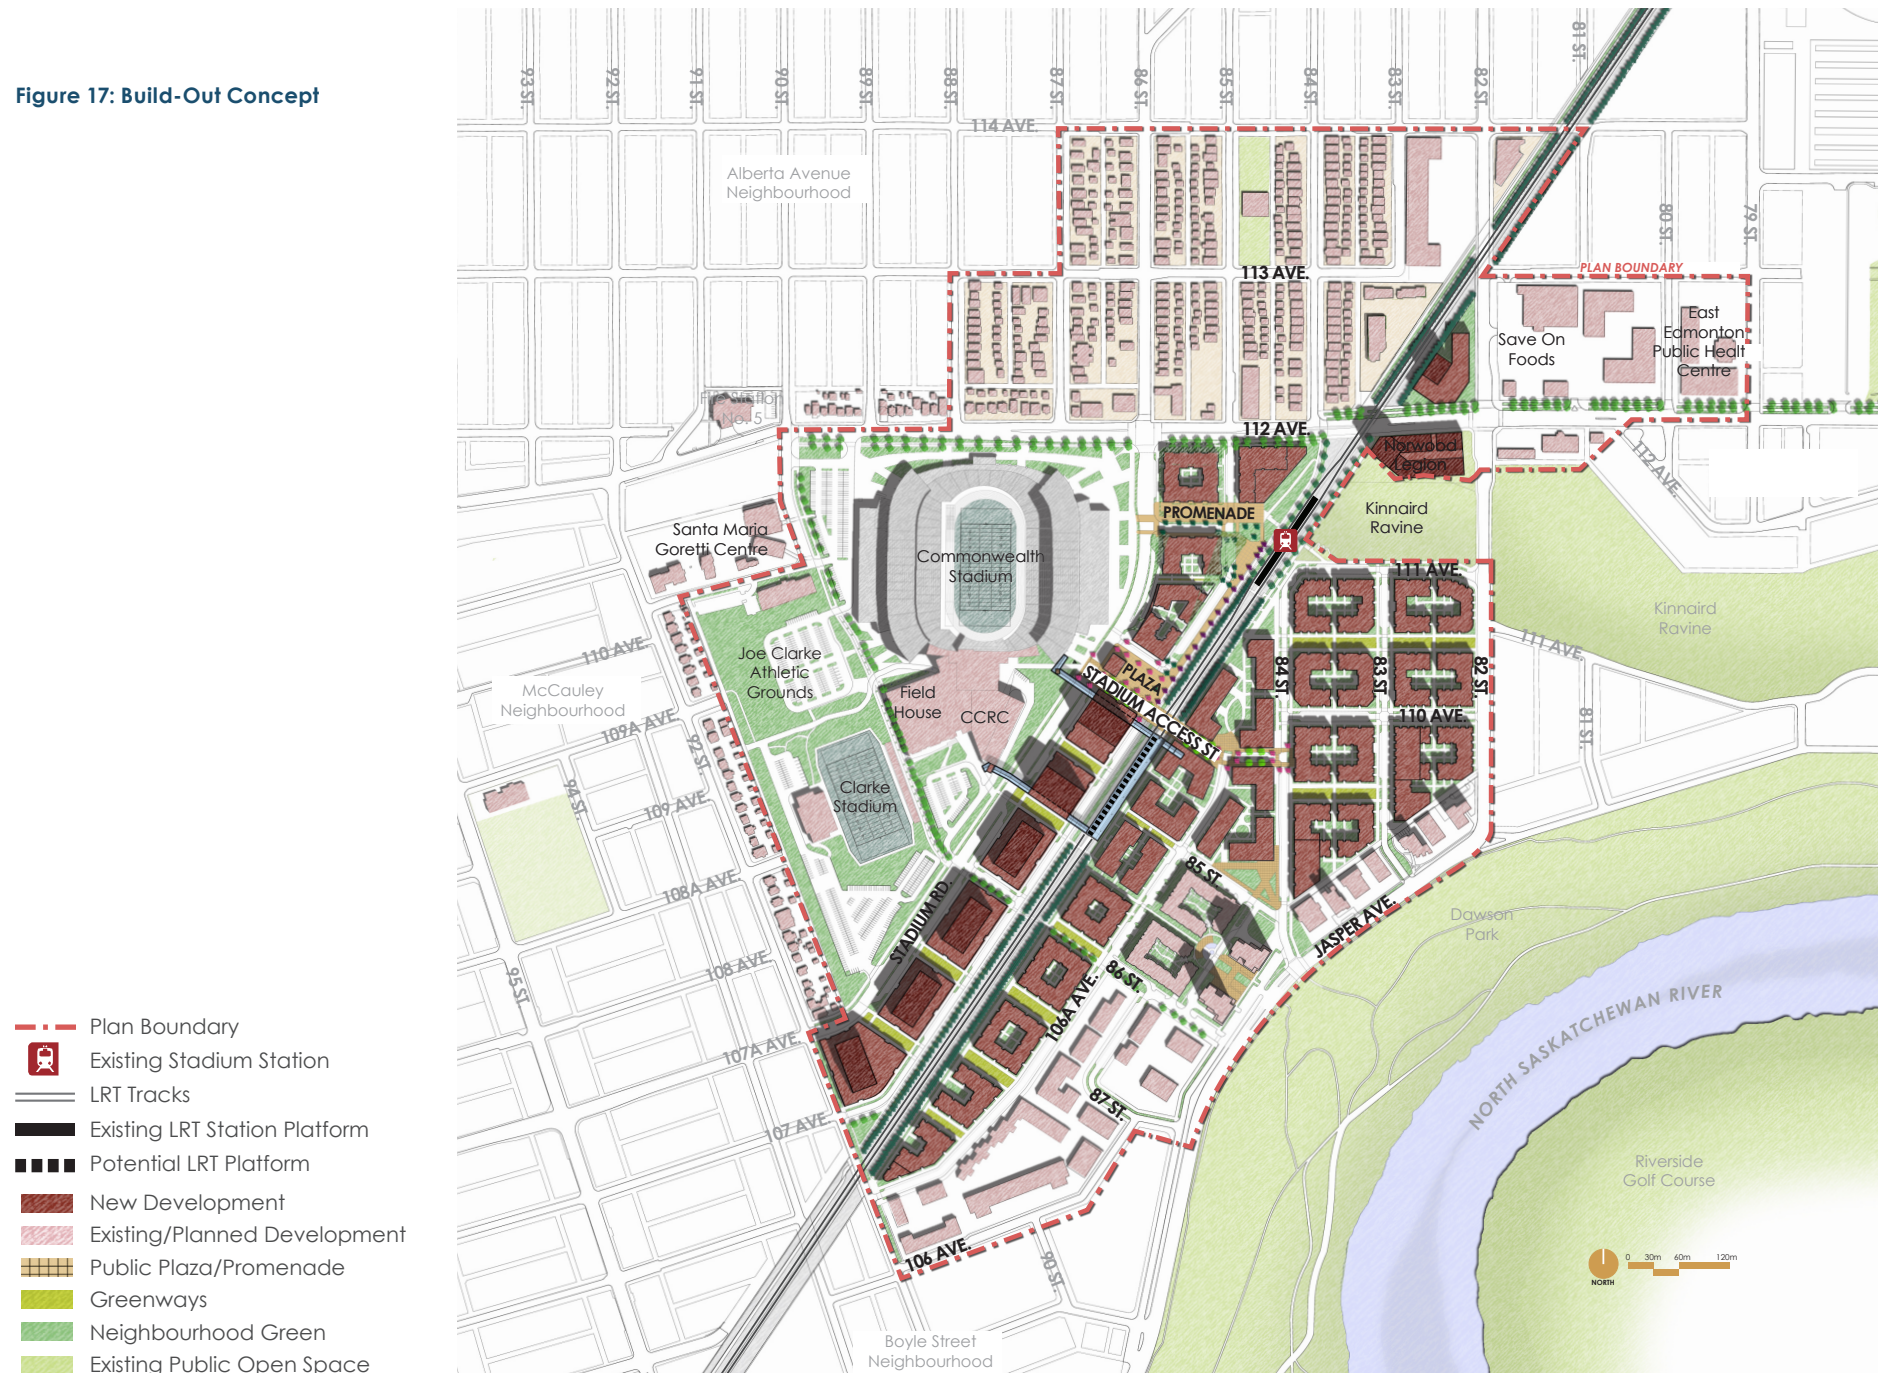 Figure 17: Build-Out Concept
93 ST.
92 ST.
91 ST.
90 ST.
89 ST.
88 ST.
87 ST.
86 ST.
85 ST.
84 ST.
83 ST.
82 ST.
81 ST.
114 AVE.
Alberta Avenue
Neighbourhood
80 ST.
79 ST.
113 AVE.
PLAN BOUNDARY
East
Edmonton
Public Healt
Centre
Save On
Foods
Fire Station
No. 5
112 AVE.
Norwood
Legion
112 AVE.
PROMENADE
Kinnaird
Ravine
Santa Maria
Goretti Centre
Commonwealth
Stadium
111 AVE.
Kinnaird
Ravine
111 AVE.
110 AVE.
Joe Clarke
Athletic
Grounds
PLAZA
STADIUM ACCESS ST
84 ST.
83 ST
82 ST.
McCauley
Neighbourhood
Field
House
CCRC
110 AVE.
81 ST.
109A AVE.
92 ST.
94 ST.
109 AVE.
Clarke
Stadium
85 ST.
108A AVE.
STADIUM RD.
JASPER AVE.
Dawson
Park
108 AVE.
95 ST.
86 ST.
106A AVE.
NORTH SASKATCHEWAN RIVER
107A AVE.
87 ST.
107 AVE.
Riverside
Golf Course
106 AVE.
90 ST.
Boyle Street
Neighbourhood
0 30m 60m 120m
NORTH
Plan Boundary
Existing Stadium Station
LRT Tracks
Existing LRT Station Platform
Potential LRT Platform
New Development
Existing/Planned Development
Public Plaza/Promenade
Greenways
Neighbourhood Green
Existing Public Open Space